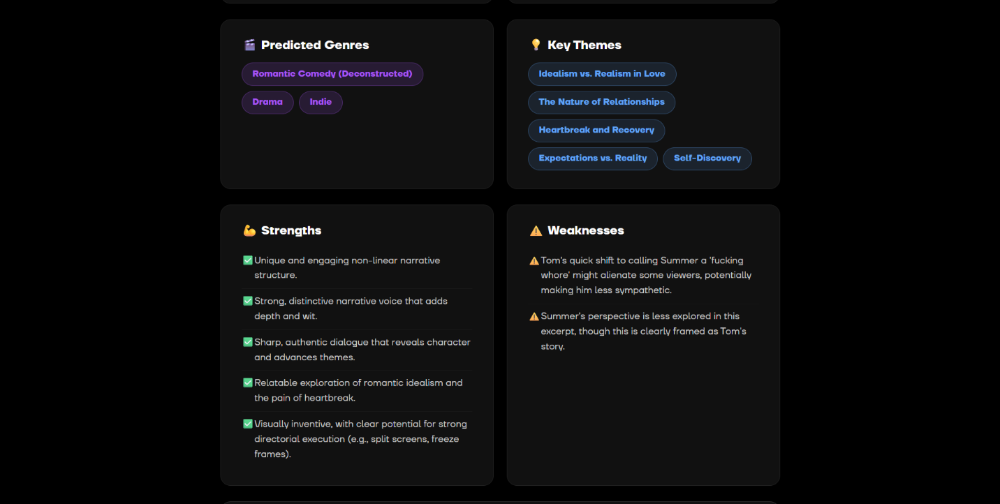 Predicted Genres
Romantic Comedy (Deconstructed)
Drama
Indie
Key Themes
Idealism vs. Realism in Love
The Nature of Relationships
Heartbreak and Recovery
Expectations vs. Reality
Self-Discovery
Strengths
Unique and engaging non-linear narrative
structure.
Strong, distinctive narrative voice that adds
depth and wit.
Sharp, authentic dialogue that reveals character
and advances themes.
Relatable exploration of romantic idealism and
the pain of heartbreak.
Visually inventive, with clear potential for strong
directorial execution (e.g., split screens, freeze
frames).
Weaknesses
Tom's quick shift to calling Summer a 'fucking
whore' might alienate some viewers, potentially
making him less sympathetic.
Summer's perspective is less explored in this
excerpt, though this is clearly framed as Tom's
story.